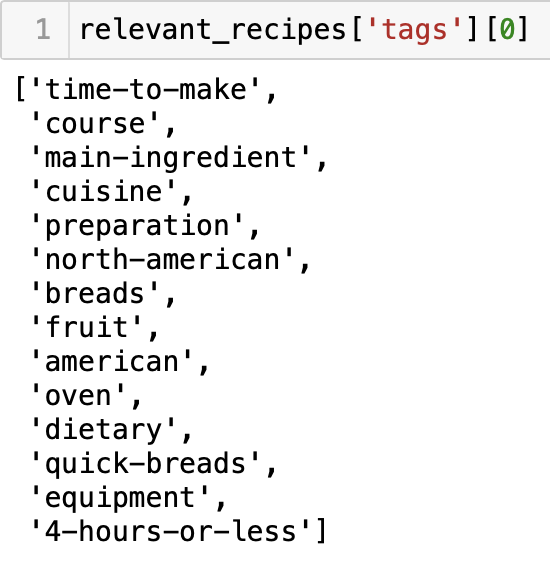 1 relevant_recipes['tags'][0]
['time-to-make',
'course',
'main-ingredient',
'cuisine',
'preparation',
'north-american',
'breads',
'fruit',
'american',
'oven',
'dietary',
'quick-breads',
'equipment',
'4-hours-or-less']